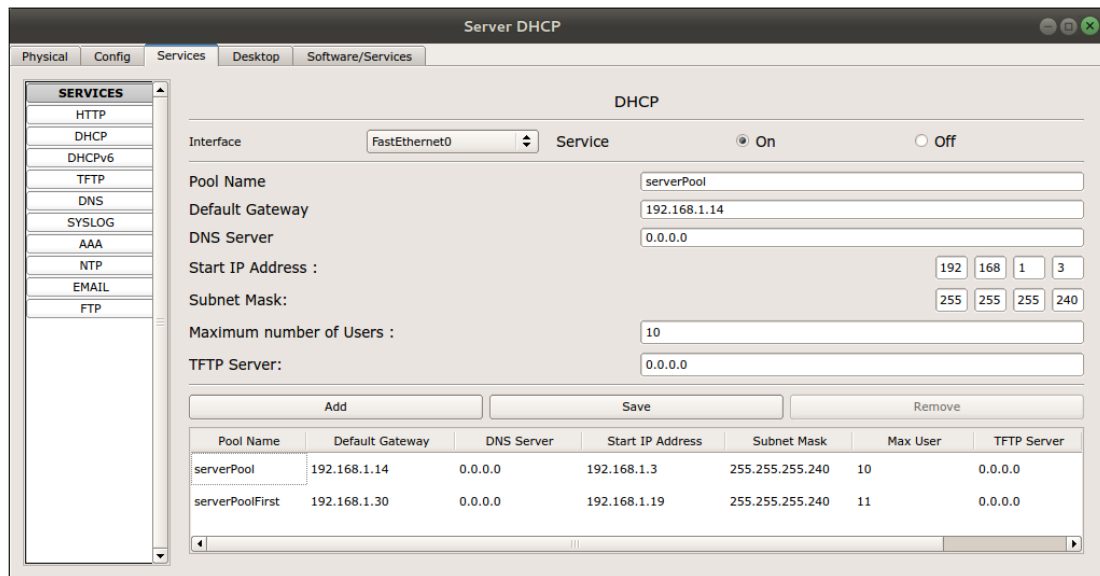 Server DHCP
Physical Config Services Desktop Software/Services
SERVICES
HTTP
DHCP
DHCPv6
TFTP
DNS
SYSLOG
AAA
NTP
EMAIL
FTP
DHCP
Interface FastEthernet0 Service On Off
Pool Name serverPool
Default Gateway 192.168.1.14
DNS Server 0.0.0.0
Start IP Address : 192 168 1 3
Subnet Mask: 255 255 255 240
Maximum number of Users : 10
TFTP Server: 0.0.0.0
Add Save Remove
Pool Name Default Gateway DNS Server Start IP Address Subnet Mask Max User TFTP Server
serverPool 192.168.1.14 0.0.0.0 192.168.1.3 255.255.255.240 10 0.0.0.0
serverPoolFirst 192.168.1.30 0.0.0.0 192.168.1.19 255.255.255.240 11 0.0.0.0